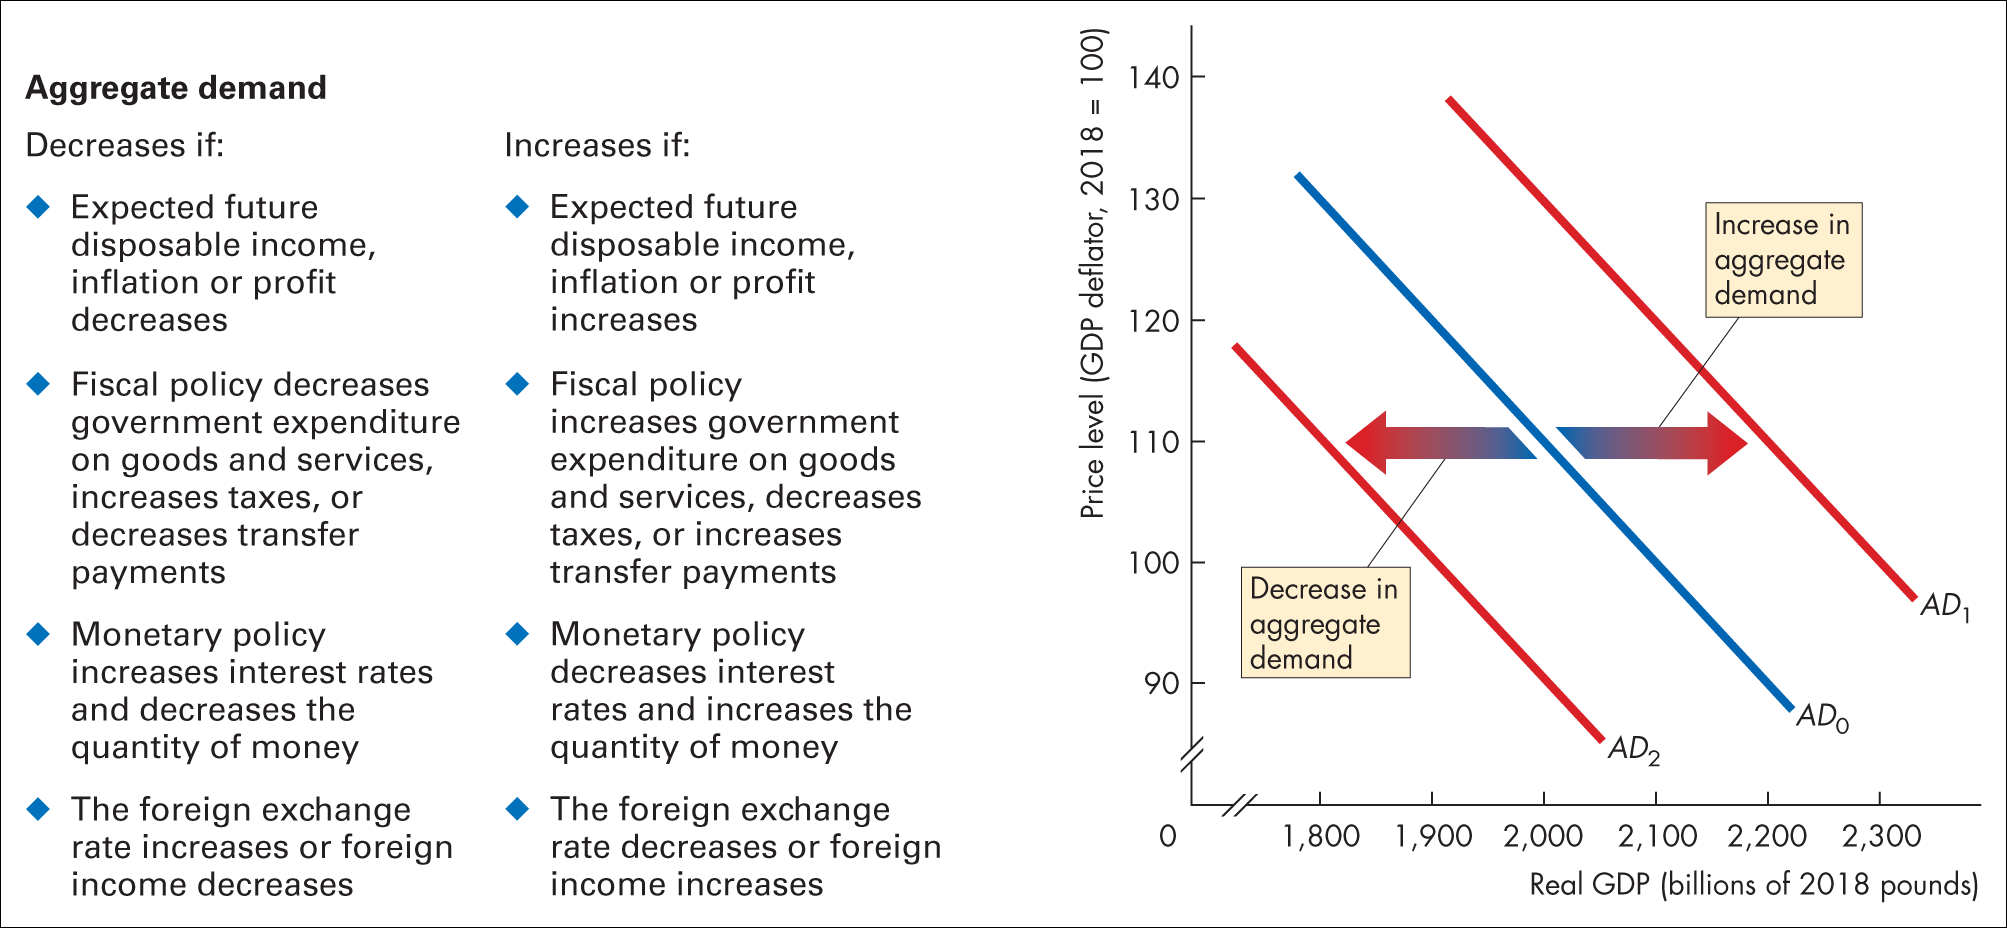 Aggregate demand
Decreases if:
Expected future
disposable income,
inflation or profit
decreases
Fiscal policy decreases
government expenditure
on goods and services,
increases taxes, or
decreases transfer
payments
Monetary policy
increases interest rates
and decreases the
quantity of money
The foreign exchange
rate increases or foreign
income decreases
Increases if:
Expected future
disposable income,
inflation or profit
increases
Fiscal policy
increases government
expenditure on goods
and services, decreases
taxes, or increases
transfer payments
Monetary policy
decreases interest
rates and increases the
quantity of money
The foreign exchange
rate decreases or foreign
income increases
Price level (GDP deflator, 2018 = 100)
140
130
120
110
100
90
0
Increase in
aggregate
demand
Decrease in
aggregate
demand
AD₁
AD₀
AD₂
1,800
1,900
2,000
2,100
2,200
2,300
Real GDP (billions of 2018 pounds)